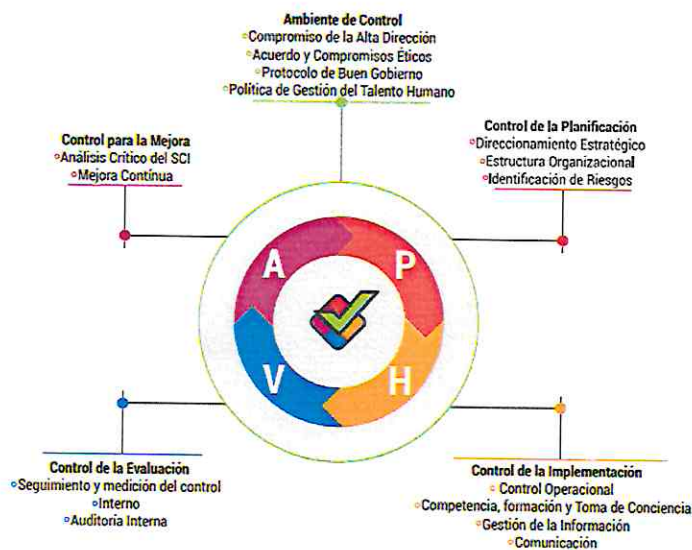 Ambiente de Control
Compromiso de la Alta Dirección
Acuerdo y Compromisos Éticos
Protocolo de Buen Gobierno
Política de Gestión del Talento Humano
Control para la Mejora
Análisis Crítico del SCI
Mejora Contínua
Control de la Planificación
Direccionamiento Estratégico
Estructura Organizacional
Identificación de Riesgos
A
P
V
H
Control de la Evaluación
Seguimiento y medición del control
Interno
Auditoría Interna
Control de la Implementación
Control Operacional
Competencia, formación y Toma de Conciencia
Gestión de la Información
Comunicación